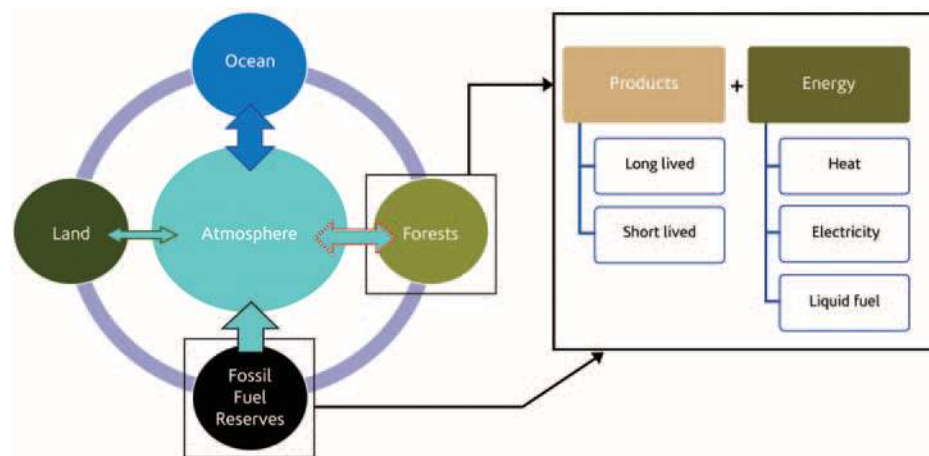 Ocean
Land
Atmosphere
Forests
Fossil
Fuel
Reserves
Products
+
Energy
Long lived
Short lived
Heat
Electricity
Liquid fuel